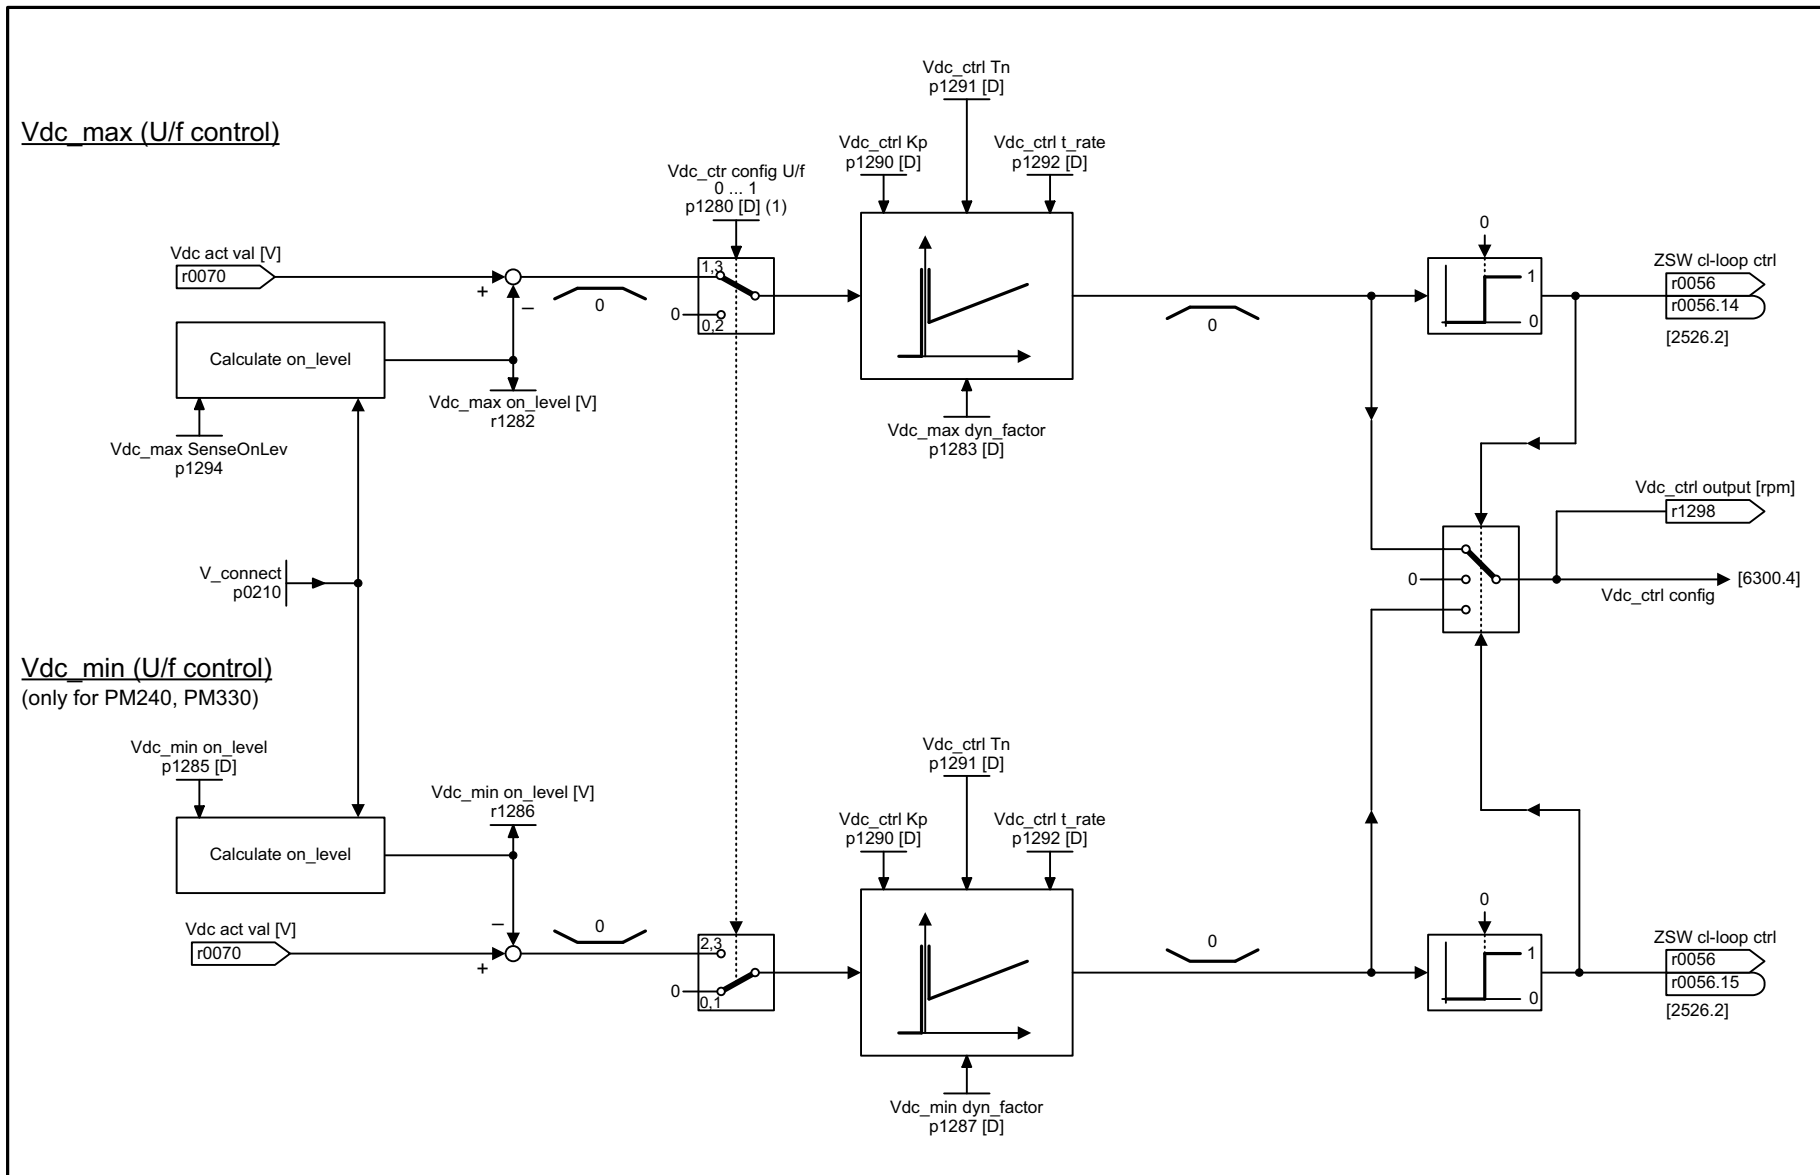 Vdc_max (U/f control)
Vdc_ctrl Tn
p1291 [D]
Vdc_ctrl Kp
p1290 [D]
Vdc_ctrl t_rate
p1292 [D]
Vdc_ctr config U/f
0 ... 1
p1280 [D] (1)
Vdc act val [V]
r0070
+
–
0
1,3
0
0,2
0
0
1
0
ZSW cl-loop ctrl
r0056
r0056.14
[2526.2]
Calculate on_level
Vdc_max on_level [V]
r1282
Vdc_max SenseOnLev
p1294
Vdc_max dyn_factor
p1283 [D]
Vdc_ctrl output [rpm]
r1298
V_connect
p0210
0
[6300.4]
Vdc_ctrl config
Vdc_min (U/f control)
(only for PM240, PM330)
Vdc_min on_level
p1285 [D]
Vdc_min on_level [V]
r1286
Calculate on_level
Vdc_ctrl Tn
p1291 [D]
Vdc_ctrl Kp
p1290 [D]
Vdc_ctrl t_rate
p1292 [D]
Vdc act val [V]
r0070
–
+
0
2,3
0
0,1
0
0
1
0
ZSW cl-loop ctrl
r0056
r0056.15
[2526.2]
Vdc_min dyn_factor
p1287 [D]